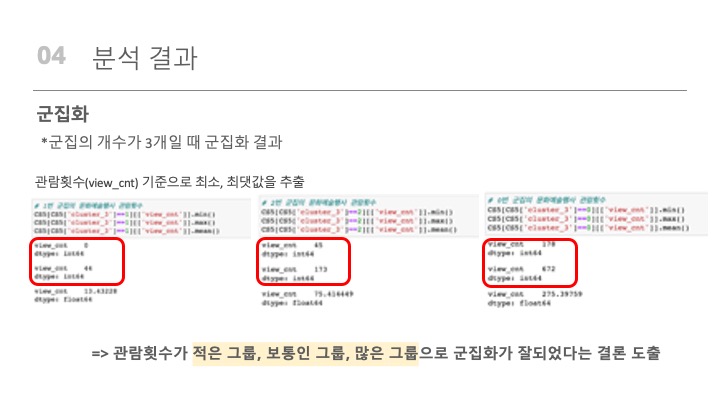 04 분석 결과
군집화
*군집의 개수가 3개일 때 군집화 결과
관람횟수(view_cnt) 기준으로 최소, 최댓값을 추출
# 1번 군집의 문화예술행사 관람횟수
CS5[CS5['cluster_3']==1][['view_cnt']].min()
CS5[CS5['cluster_3']==1][['view_cnt']].max()
CS5[CS5['cluster_3']==1][['view_cnt']].mean()
view_cnt
dtype: int64
view_cnt 44
dtype: int64
view_cnt 13.43228
dtype: float64
# 2번 군집의 문화예술행사 관람횟수
CS5[CS5['cluster_3']==2][['view_cnt']].min()
CS5[CS5['cluster_3']==2][['view_cnt']].max()
CS5[CS5['cluster_3']==2][['view_cnt']].mean()
view_cnt 45
dtype: int64
view_cnt 173
dtype: int64
view_cnt 75.416449
dtype: float64
# 0번 군집의 문화예술행사 관람횟수
CS5[CS5['cluster_3']==0][['view_cnt']].min()
CS5[CS5['cluster_3']==0][['view_cnt']].max()
CS5[CS5['cluster_3']==0][['view_cnt']].mean()
view_cnt 178
dtype: int64
view_cnt 672
dtype: int64
view_cnt 275.39759
dtype: float64
=> 관람횟수가 적은 그룹, 보통인 그룹, 많은 그룹으로 군집화가 잘되었다는 결론 도출